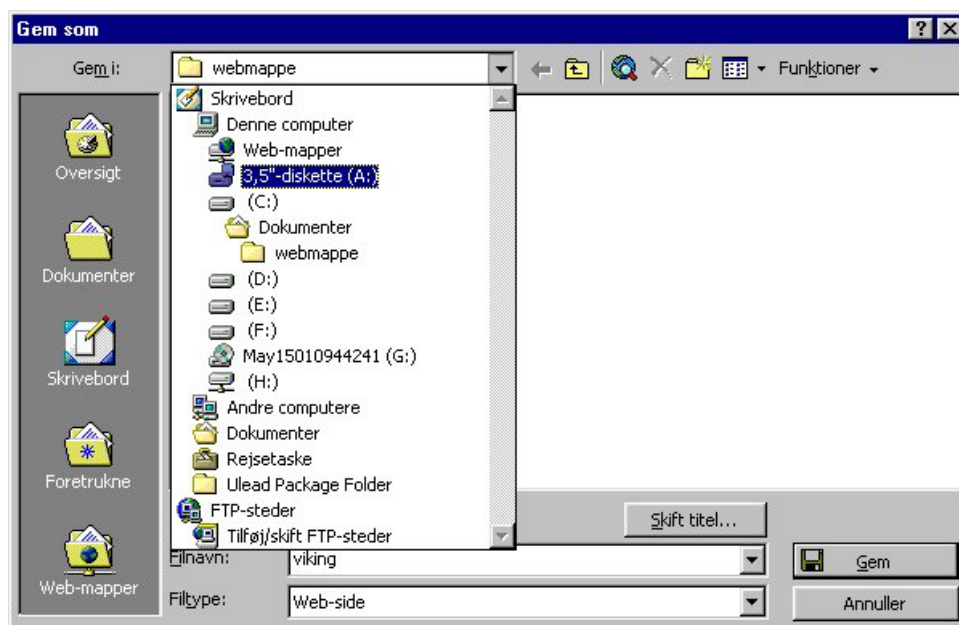 Gem som
Gem i:
webmappe
Funktioner
Skrivebord
Denne computer
Web-mapper
3,5"-diskette (A:)
(C:)
Dokumenter
webmappe
(D:)
(E:)
(F:)
May15010944241 (G:)
(H:)
Andre computere
Dokumenter
Rejsetaske
Ulead Package Folder
FTP-steder
Tilføj/skift FTP-steder
Oversigt
Dokumenter
Skrivebord
Foretrukne
Web-mapper
Skift titel...
Filnavn:
viking
Gem
Filtype:
Web-side
Annuller